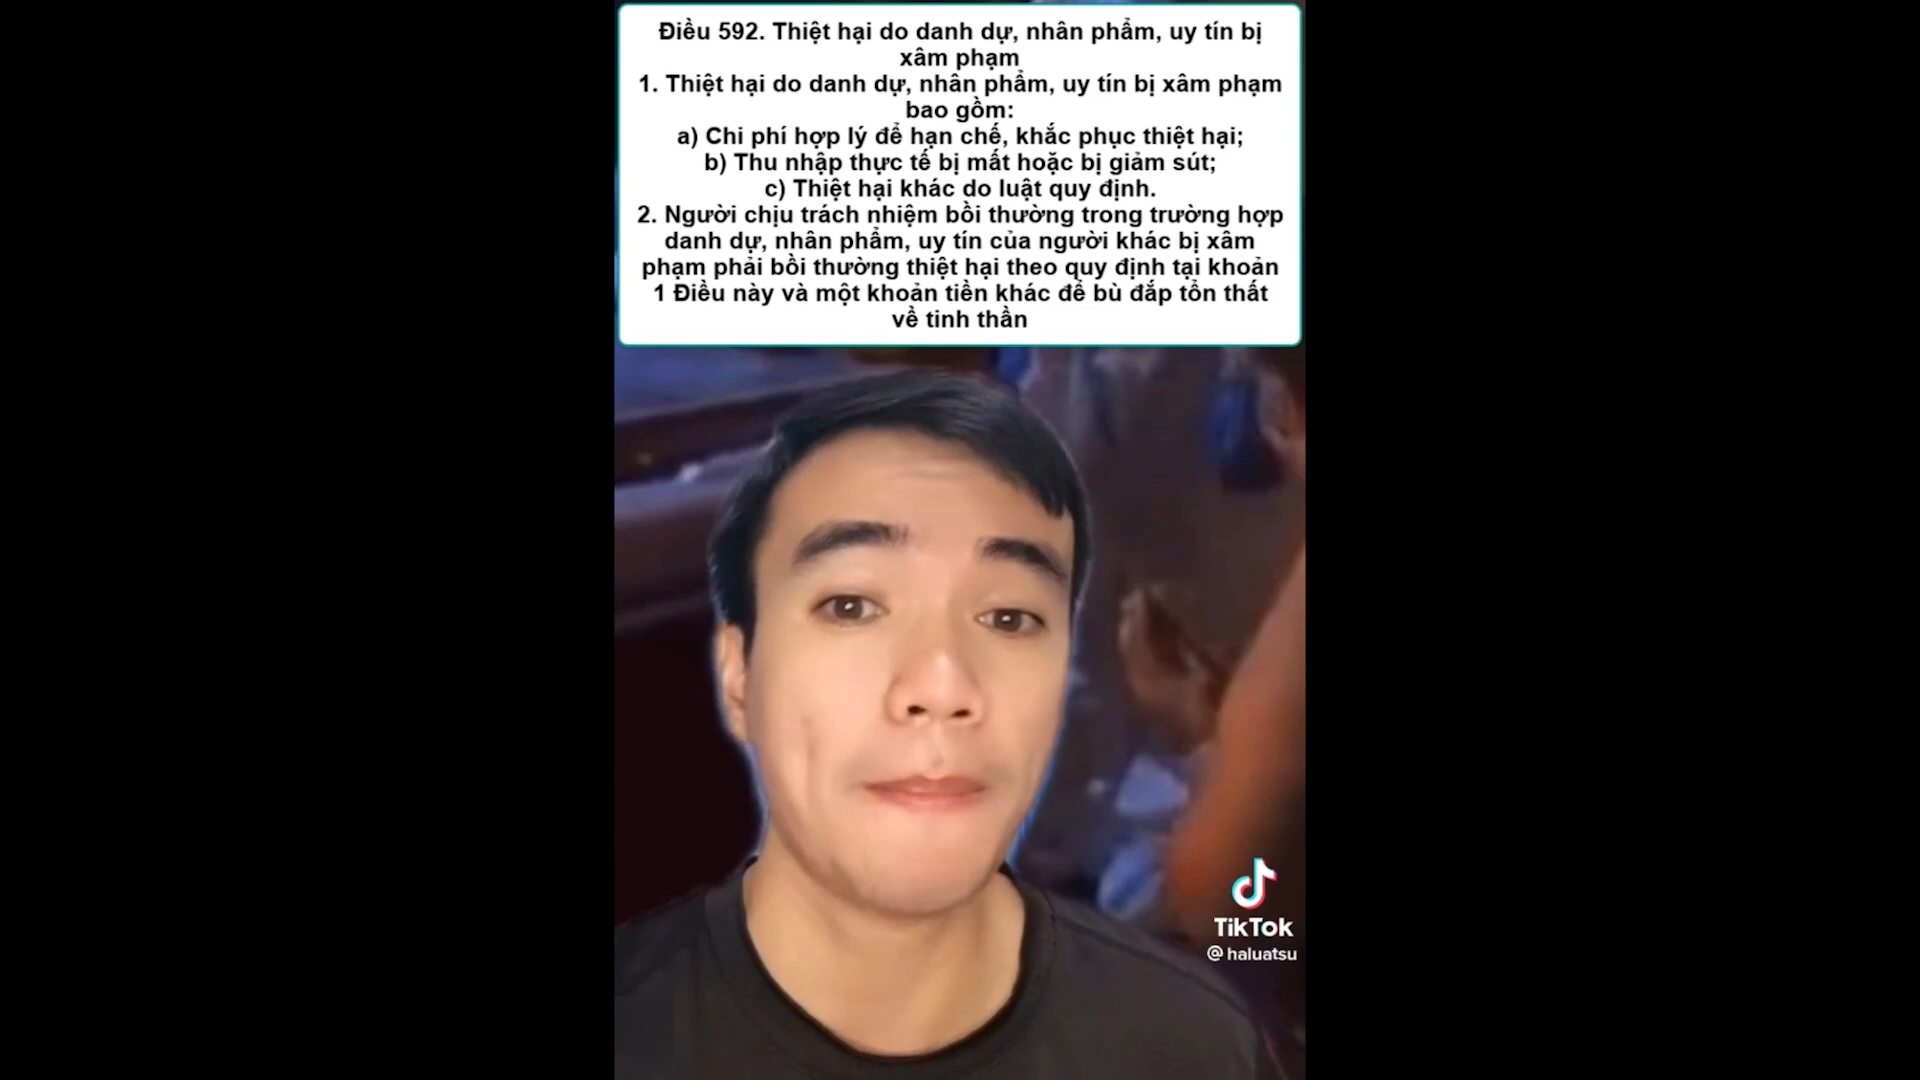 Điều 592. Thiệt hại do danh dự, nhân phẩm, uy tín bị
xâm phạm
1. Thiệt hại do danh dự, nhân phẩm, uy tín bị xâm phạm
bao gồm:
a) Chi phí hợp lý để hạn chế, khắc phục thiệt hại;
b) Thu nhập thực tế bị mất hoặc bị giảm sút;
c) Thiệt hại khác do luật quy định.
2. Người chịu trách nhiệm bồi thường trong trường hợp
danh dự, nhân phẩm, uy tín của người khác bị xâm
phạm phải bồi thường thiệt hại theo quy định tại khoản
1 Điều này và một khoản tiền khác để bù đắp tổn thất
về tinh thần
TikTok
@haluatsu